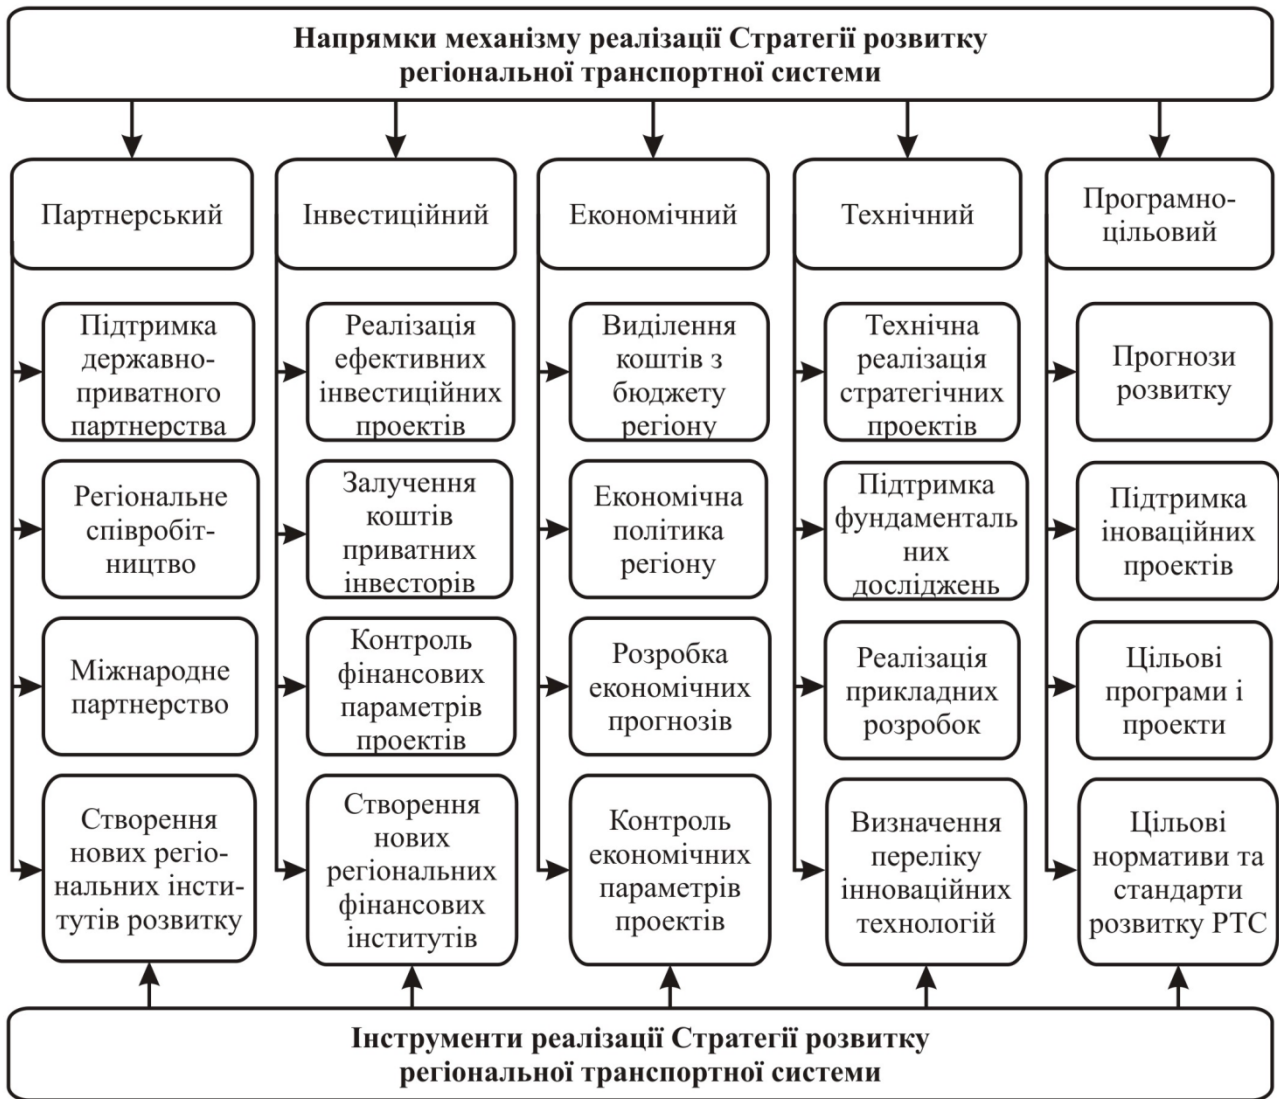 Напрямки механізму реалізації Стратегії розвитку
регіональної транспортної системи
Партнерський
Інвестиційний
Економічний
Технічний
Програмно-
цільовий
Підтримка
державно-
приватного
партнерства
Реалізація
ефективних
інвестиційних
проектів
Виділення
коштів з
бюджету
регіону
Технічна
реалізація
стратегічних
проектів
Прогнози
розвитку
Регіональне
співробіт-
ництво
Залучення
коштів
приватних
інвесторів
Економічна
політика
регіону
Підтримка
фундаменталь
них
досліджень
Підтримка
іноваційних
проектів
Міжнародне
партнерство
Контроль
фінансових
параметрів
проектів
Розробка
економічних
прогнозів
Реалізація
прикладних
розробок
Цільові
програми і
проекти
Створення
нових регіо-
нальних інсти-
тутів розвитку
Створення
нових
регіональних
фінансових
інститутів
Контроль
економічних
параметрів
проектів
Визначення
переліку
інноваційних
технологій
Цільові
нормативи та
стандарти
розвитку РТС
Інструменти реалізації Стратегії розвитку
регіональної транспортної системи